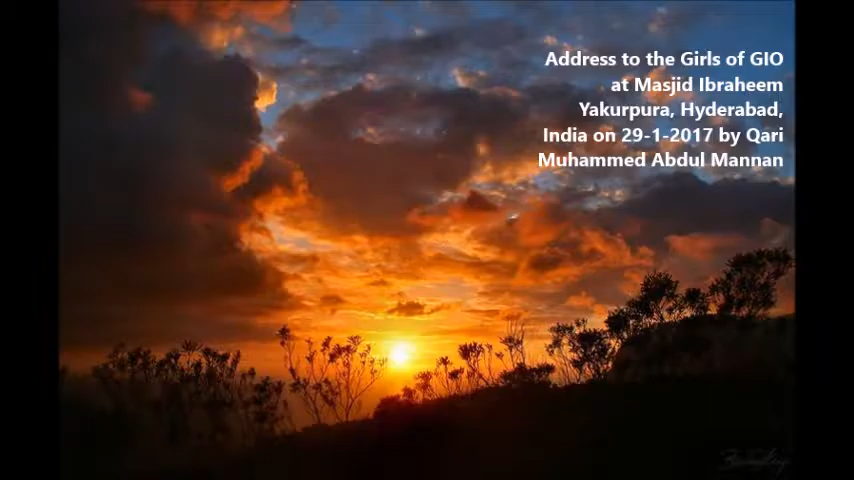 Address to the Girls of GIO
at Masjid Ibraheem
Yakurpura, Hyderabad,
India on 29-1-2017 by Qari
Muhammed Abdul Mannan